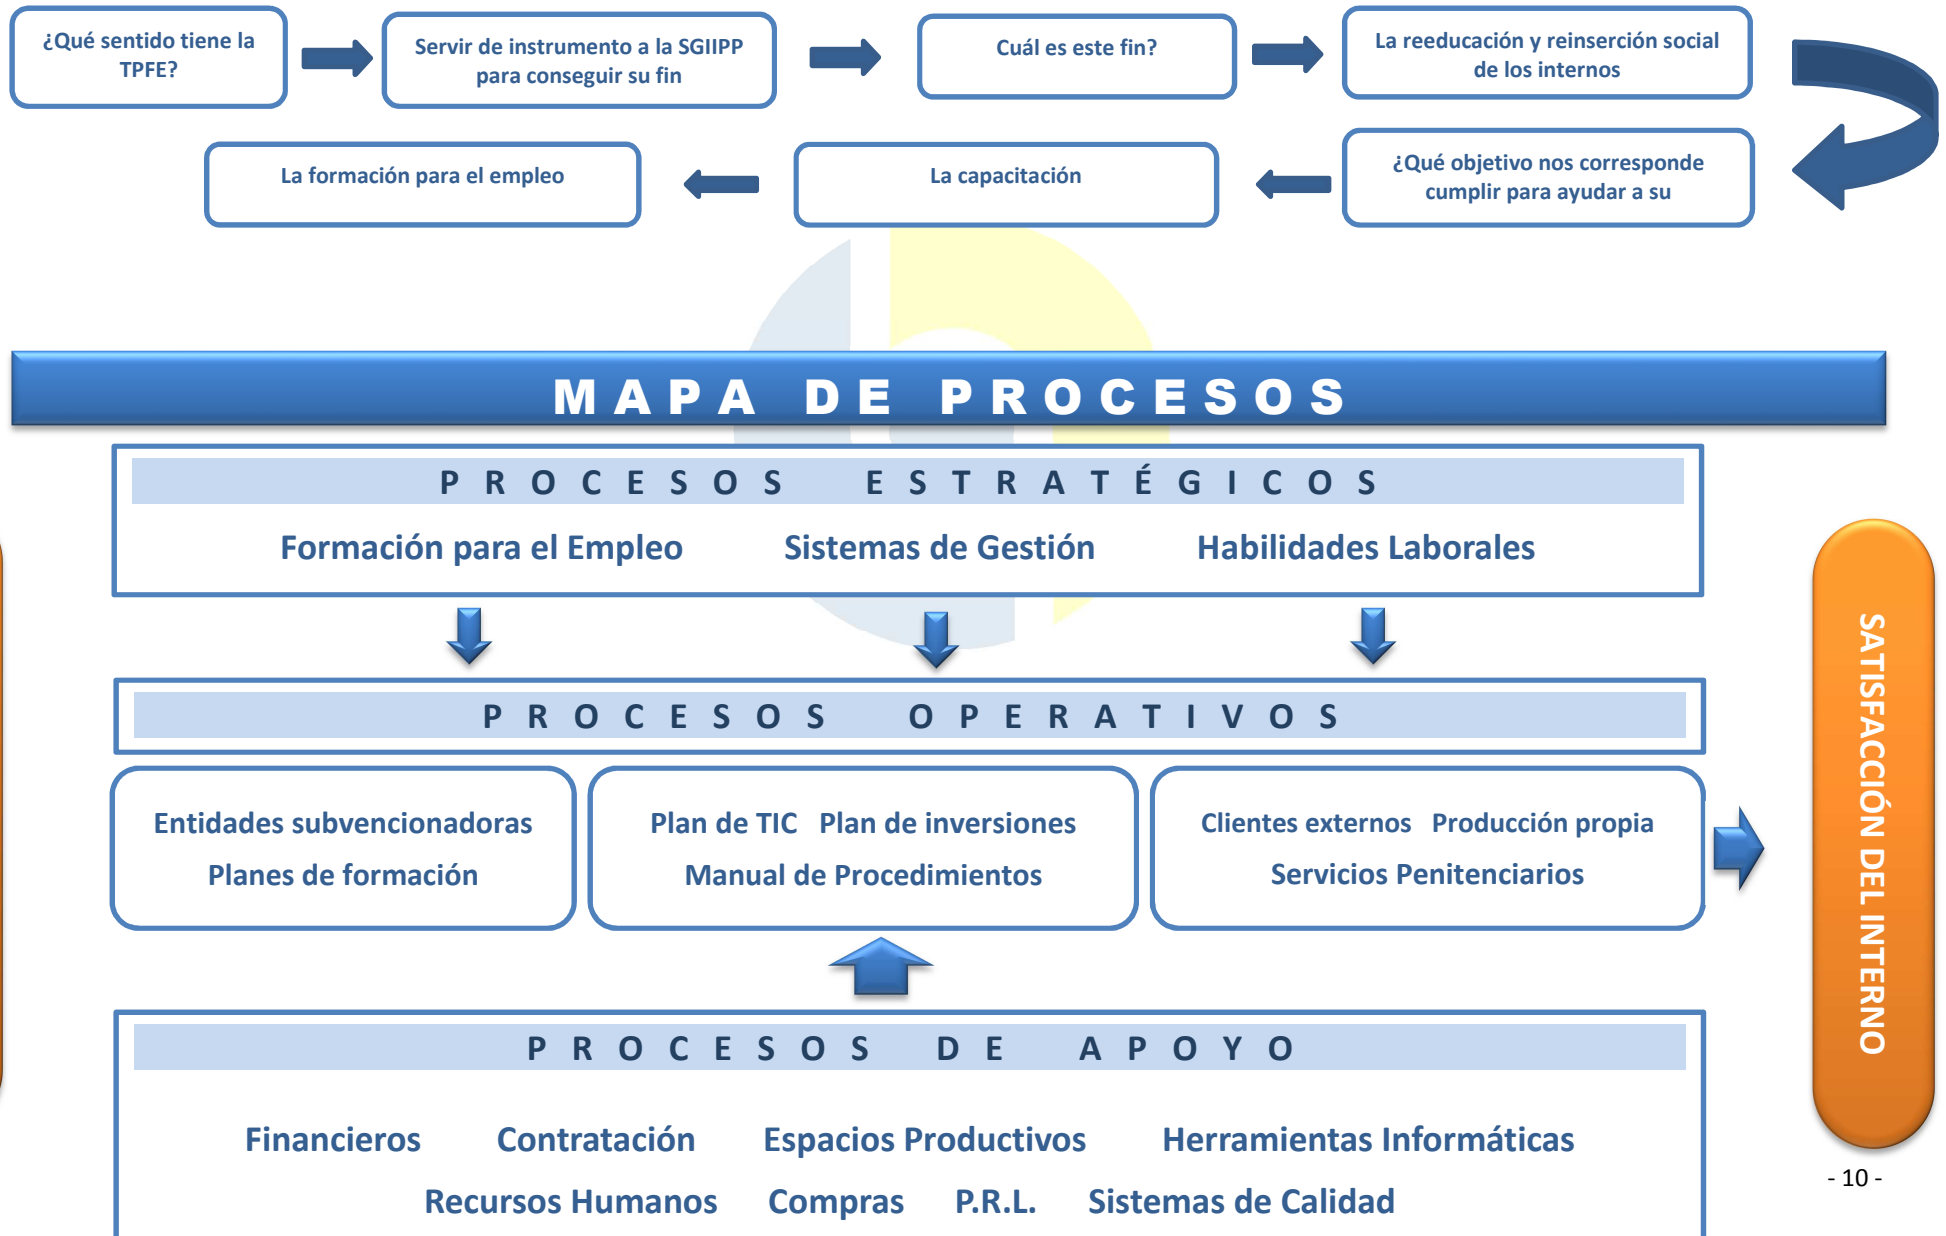 ¿Qué sentido tiene la
TPFE?
Servir de instrumento a la SGIIPP
para conseguir su fin
Cuál es este fin?
La reeducación y reinserción social
de los internos
¿Qué objetivo nos corresponde
cumplir para ayudar a su
La capacitación
La formación para el empleo
MAPA DE PROCESOS
PROCESOS ESTRATÉGICOS
Formación para el Empleo Sistemas de Gestión Habilidades Laborales
PROCESOS OPERATIVOS
Entidades subvencionadoras
Planes de formación
Plan de TIC Plan de inversiones
Manual de Procedimientos
Clientes externos Producción propia
Servicios Penitenciarios
SATISFACCIÓN DEL INTERNO
PROCESOS DE APOYO
Financieros Contratación Espacios Productivos Herramientas Informáticas
Recursos Humanos Compras P.R.L. Sistemas de Calidad
- 10 -